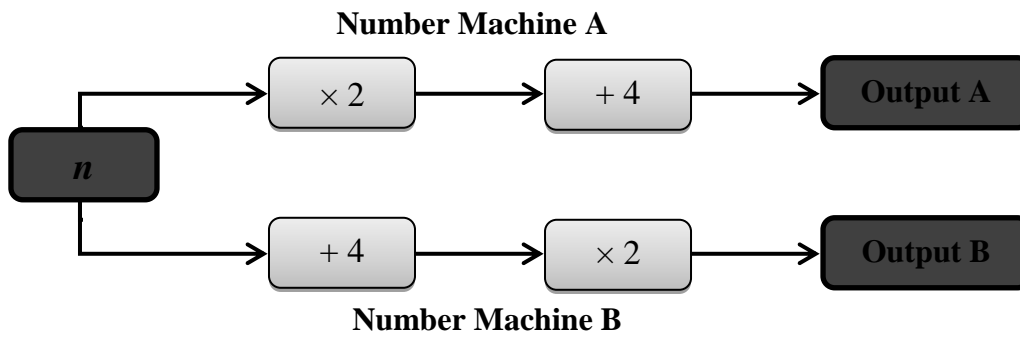 Number Machine A
× 2
+ 4
Output A
n
+ 4
× 2
Output B
Number Machine B